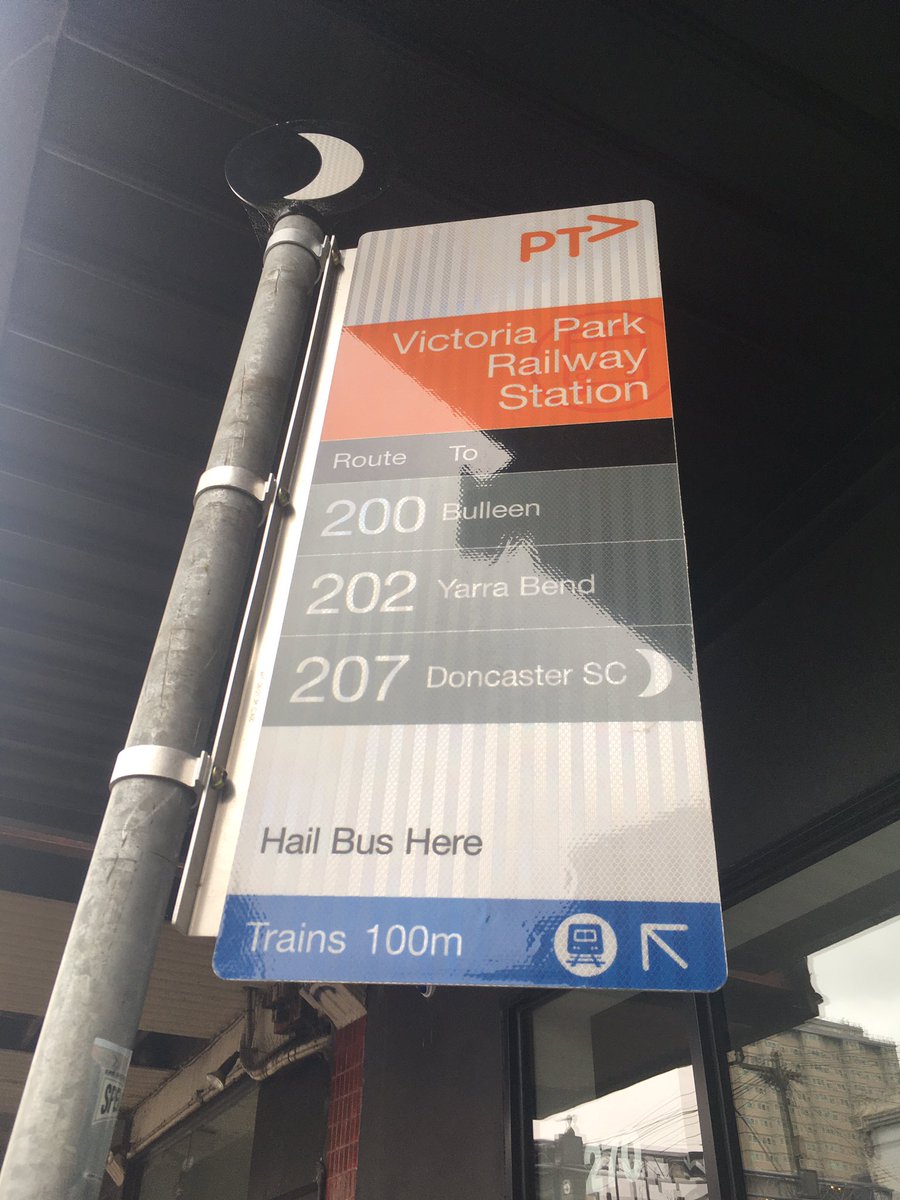 PT>
Victoria Park
Railway
Station
Route To
200 Bulleen
202 Yarra Bend
207 Doncaster SC
Hail Bus Here
Trains 100m
270